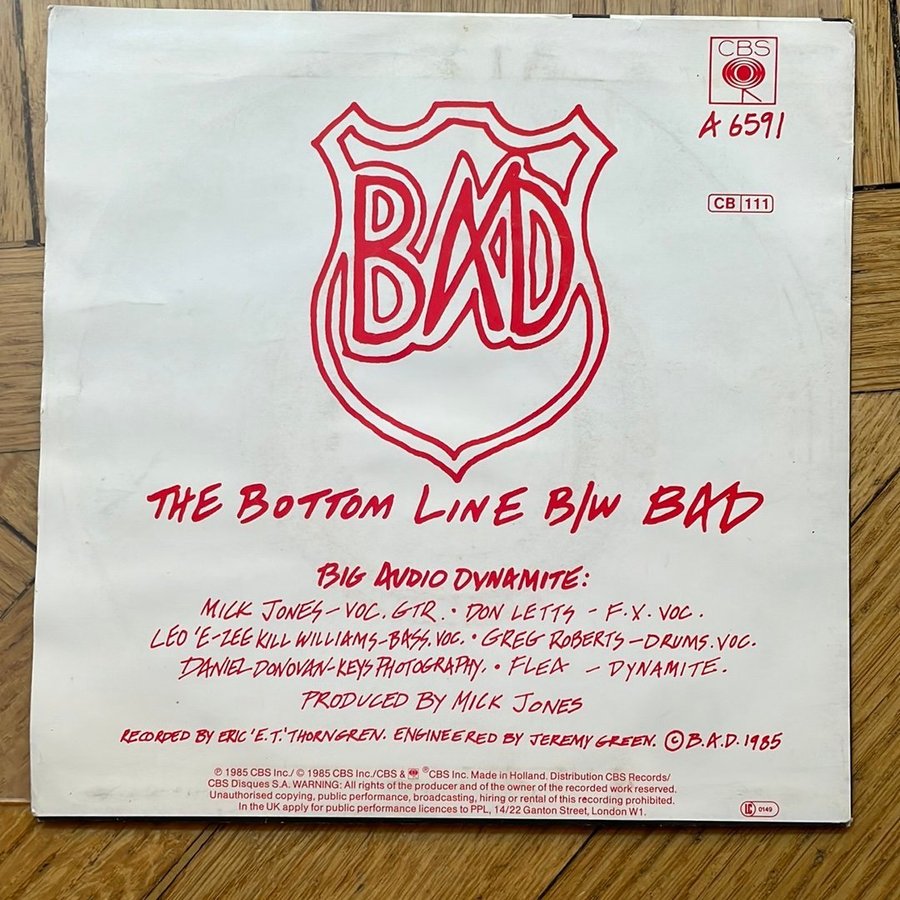 CBS
A 6591
CB 111
BAD
THE BOTTOM LINE B/W BAD
BIG AUDIO DYNAMITE:
MICK JONES – VOC. GTR. • DON LETTS – F.X. VOC.
LEO 'E-ZEE KILL WILLIAMS – BASS. VOC. • GREG ROBERTS – DRUMS. VOC.
DANIEL DONOVAN – KEYS PHOTOGRAPHY. • FLEA – DYNAMITE.
PRODUCED BY MICK JONES
RECORDED BY ERIC 'E.T.' THORNGREN. ENGINEERED BY JEREMY GREEN. © B.A.D. 1985
℗ 1985 CBS Inc./ © 1985 CBS Inc./CBS & ® CBS Inc. Made in Holland. Distribution CBS Records/
CBS Disques S.A. WARNING: All rights of the producer and of the owner of the recorded work reserved.
Unauthorised copying, public performance, broadcasting, hiring or rental of this recording prohibited.
In the UK apply for public performance licences to PPL, 14/22 Ganton Street, London W1.
LC 0149